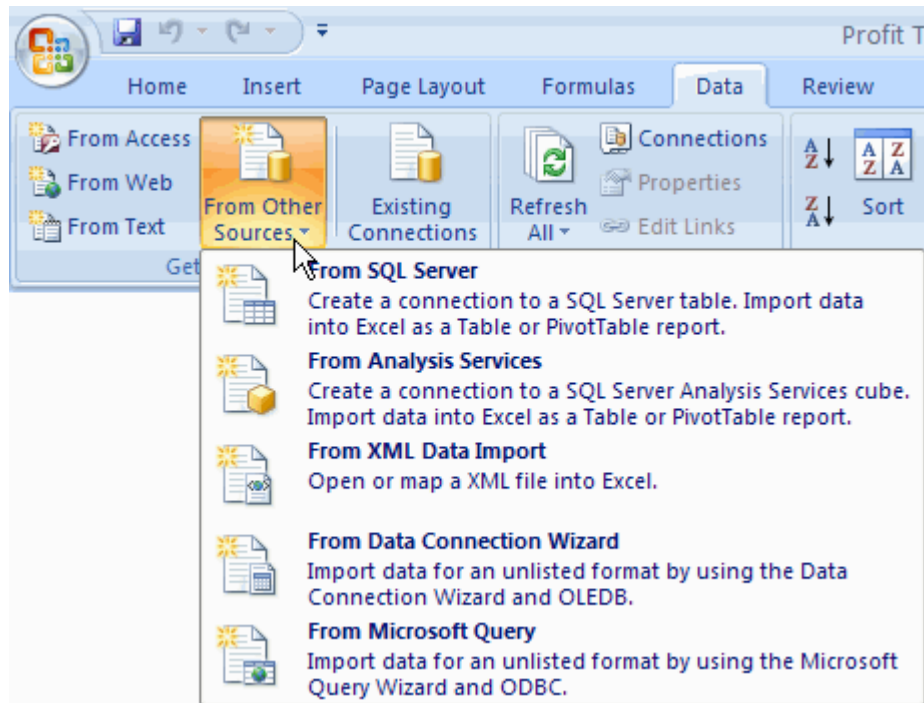 Profit T
Home Insert Page Layout Formulas Data Review
From Access
From Web
From Text
From Other
Sources
Existing
Connections
Refresh
All
Connections
Properties
Edit Links
A
Z
Z
A
A Z
Z A
Sort
Get
From SQL Server
Create a connection to a SQL Server table. Import data
into Excel as a Table or PivotTable report.
From Analysis Services
Create a connection to a SQL Server Analysis Services cube.
Import data into Excel as a Table or PivotTable report.
From XML Data Import
Open or map a XML file into Excel.
From Data Connection Wizard
Import data for an unlisted format by using the Data
Connection Wizard and OLEDB.
From Microsoft Query
Import data for an unlisted format by using the Microsoft
Query Wizard and ODBC.